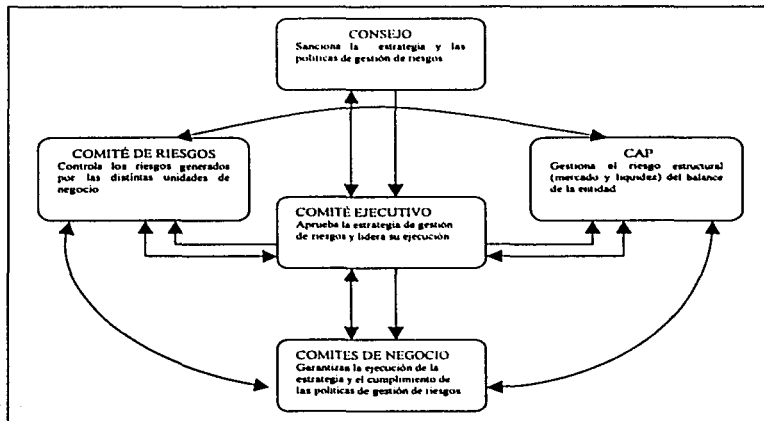 CONSEJO
Sanciona la estrategia y las
políticas de gestión de riesgos
COMITÉ DE RIESGOS
Controla los riesgos generados
por las distintas unidades de
negocio
CAP
Gestiona el riesgo estructural
(mercado y liquidez) del balance
de la entidad
COMITÉ EJECUTIVO
Aprueba la estrategia de gestión
de riesgos y lidera su ejecución
COMITES DE NEGOCIO
Garantizan la ejecución de la
estrategia y el cumplimiento de
las políticas de gestión de riesgos